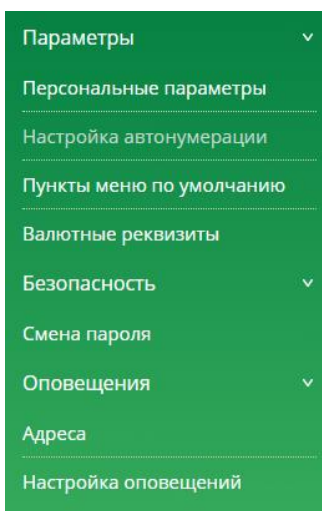 Параметры
Персональные параметры
Настройка автонумерации
Пункты меню по умолчанию
Валютные реквизиты
Безопасность
Смена пароля
Оповещения
Адреса
Настройка оповещений